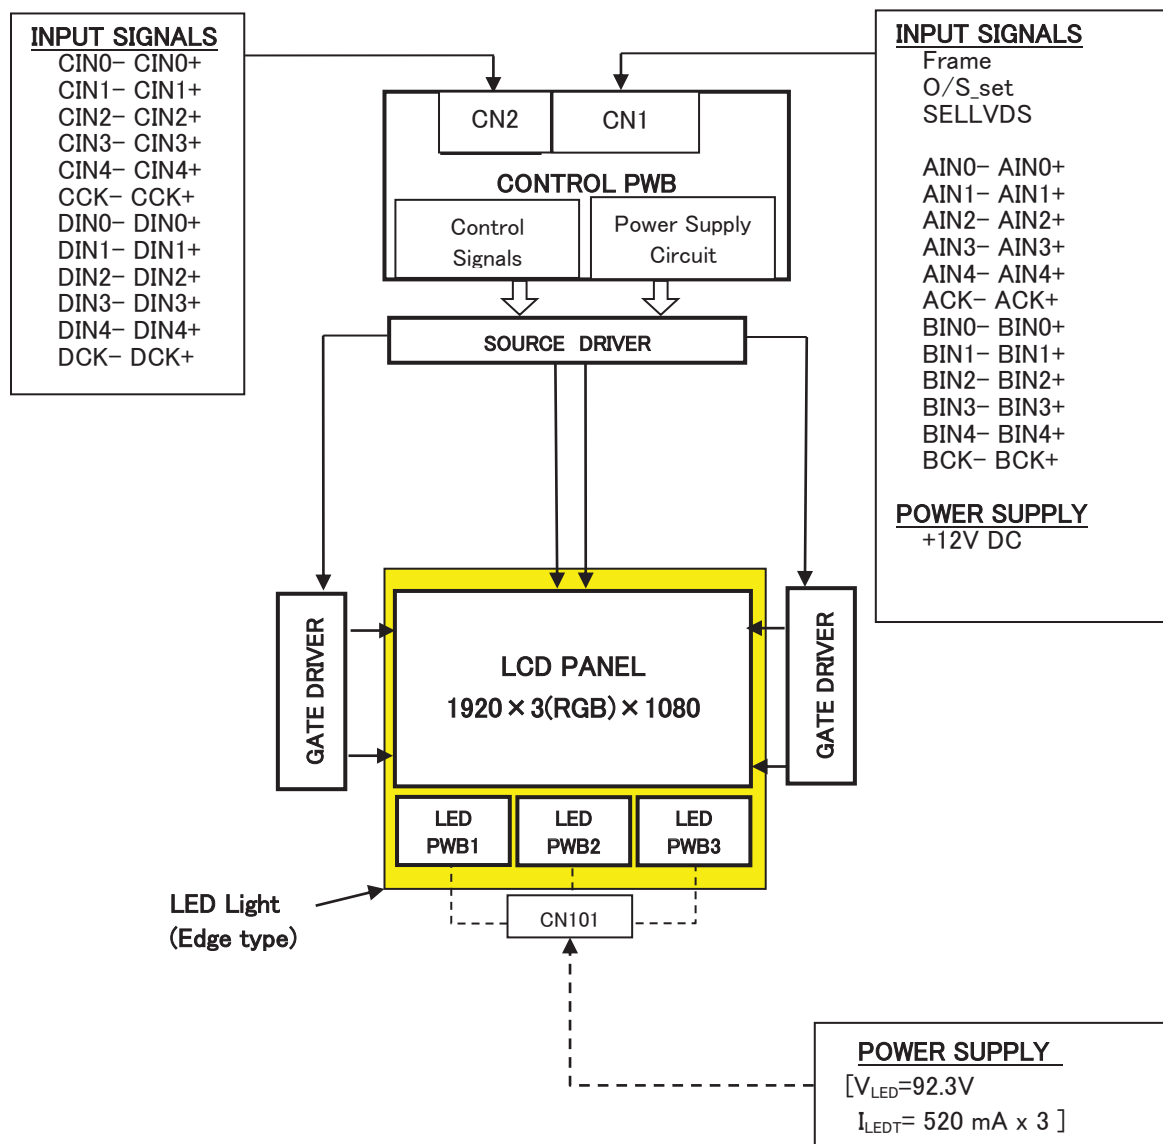 INPUT SIGNALS
CIN0- CIN0+
CIN1- CIN1+
CIN2- CIN2+
CIN3- CIN3+
CIN4- CIN4+
CCK- CCK+
DIN0- DIN0+
DIN1- DIN1+
DIN2- DIN2+
DIN3- DIN3+
DIN4- DIN4+
DCK- DCK+
CN2
CN1
CONTROL PWB
Control
Signals
Power Supply
Circuit
SOURCE DRIVER
INPUT SIGNALS
Frame
O/S_set
SELLVDS
AIN0- AIN0+
AIN1- AIN1+
AIN2- AIN2+
AIN3- AIN3+
AIN4- AIN4+
ACK- ACK+
BIN0- BIN0+
BIN1- BIN1+
BIN2- BIN2+
BIN3- BIN3+
BIN4- BIN4+
BCK- BCK+
POWER SUPPLY
+12V DC
GATE DRIVER
LCD PANEL
1920×3(RGB)×1080
GATE DRIVER
LED
PWB1
LED
PWB2
LED
PWB3
LED Light
(Edge type)
CN101
POWER SUPPLY
[VLED=92.3V
ILEDT= 520 mA x 3 ]